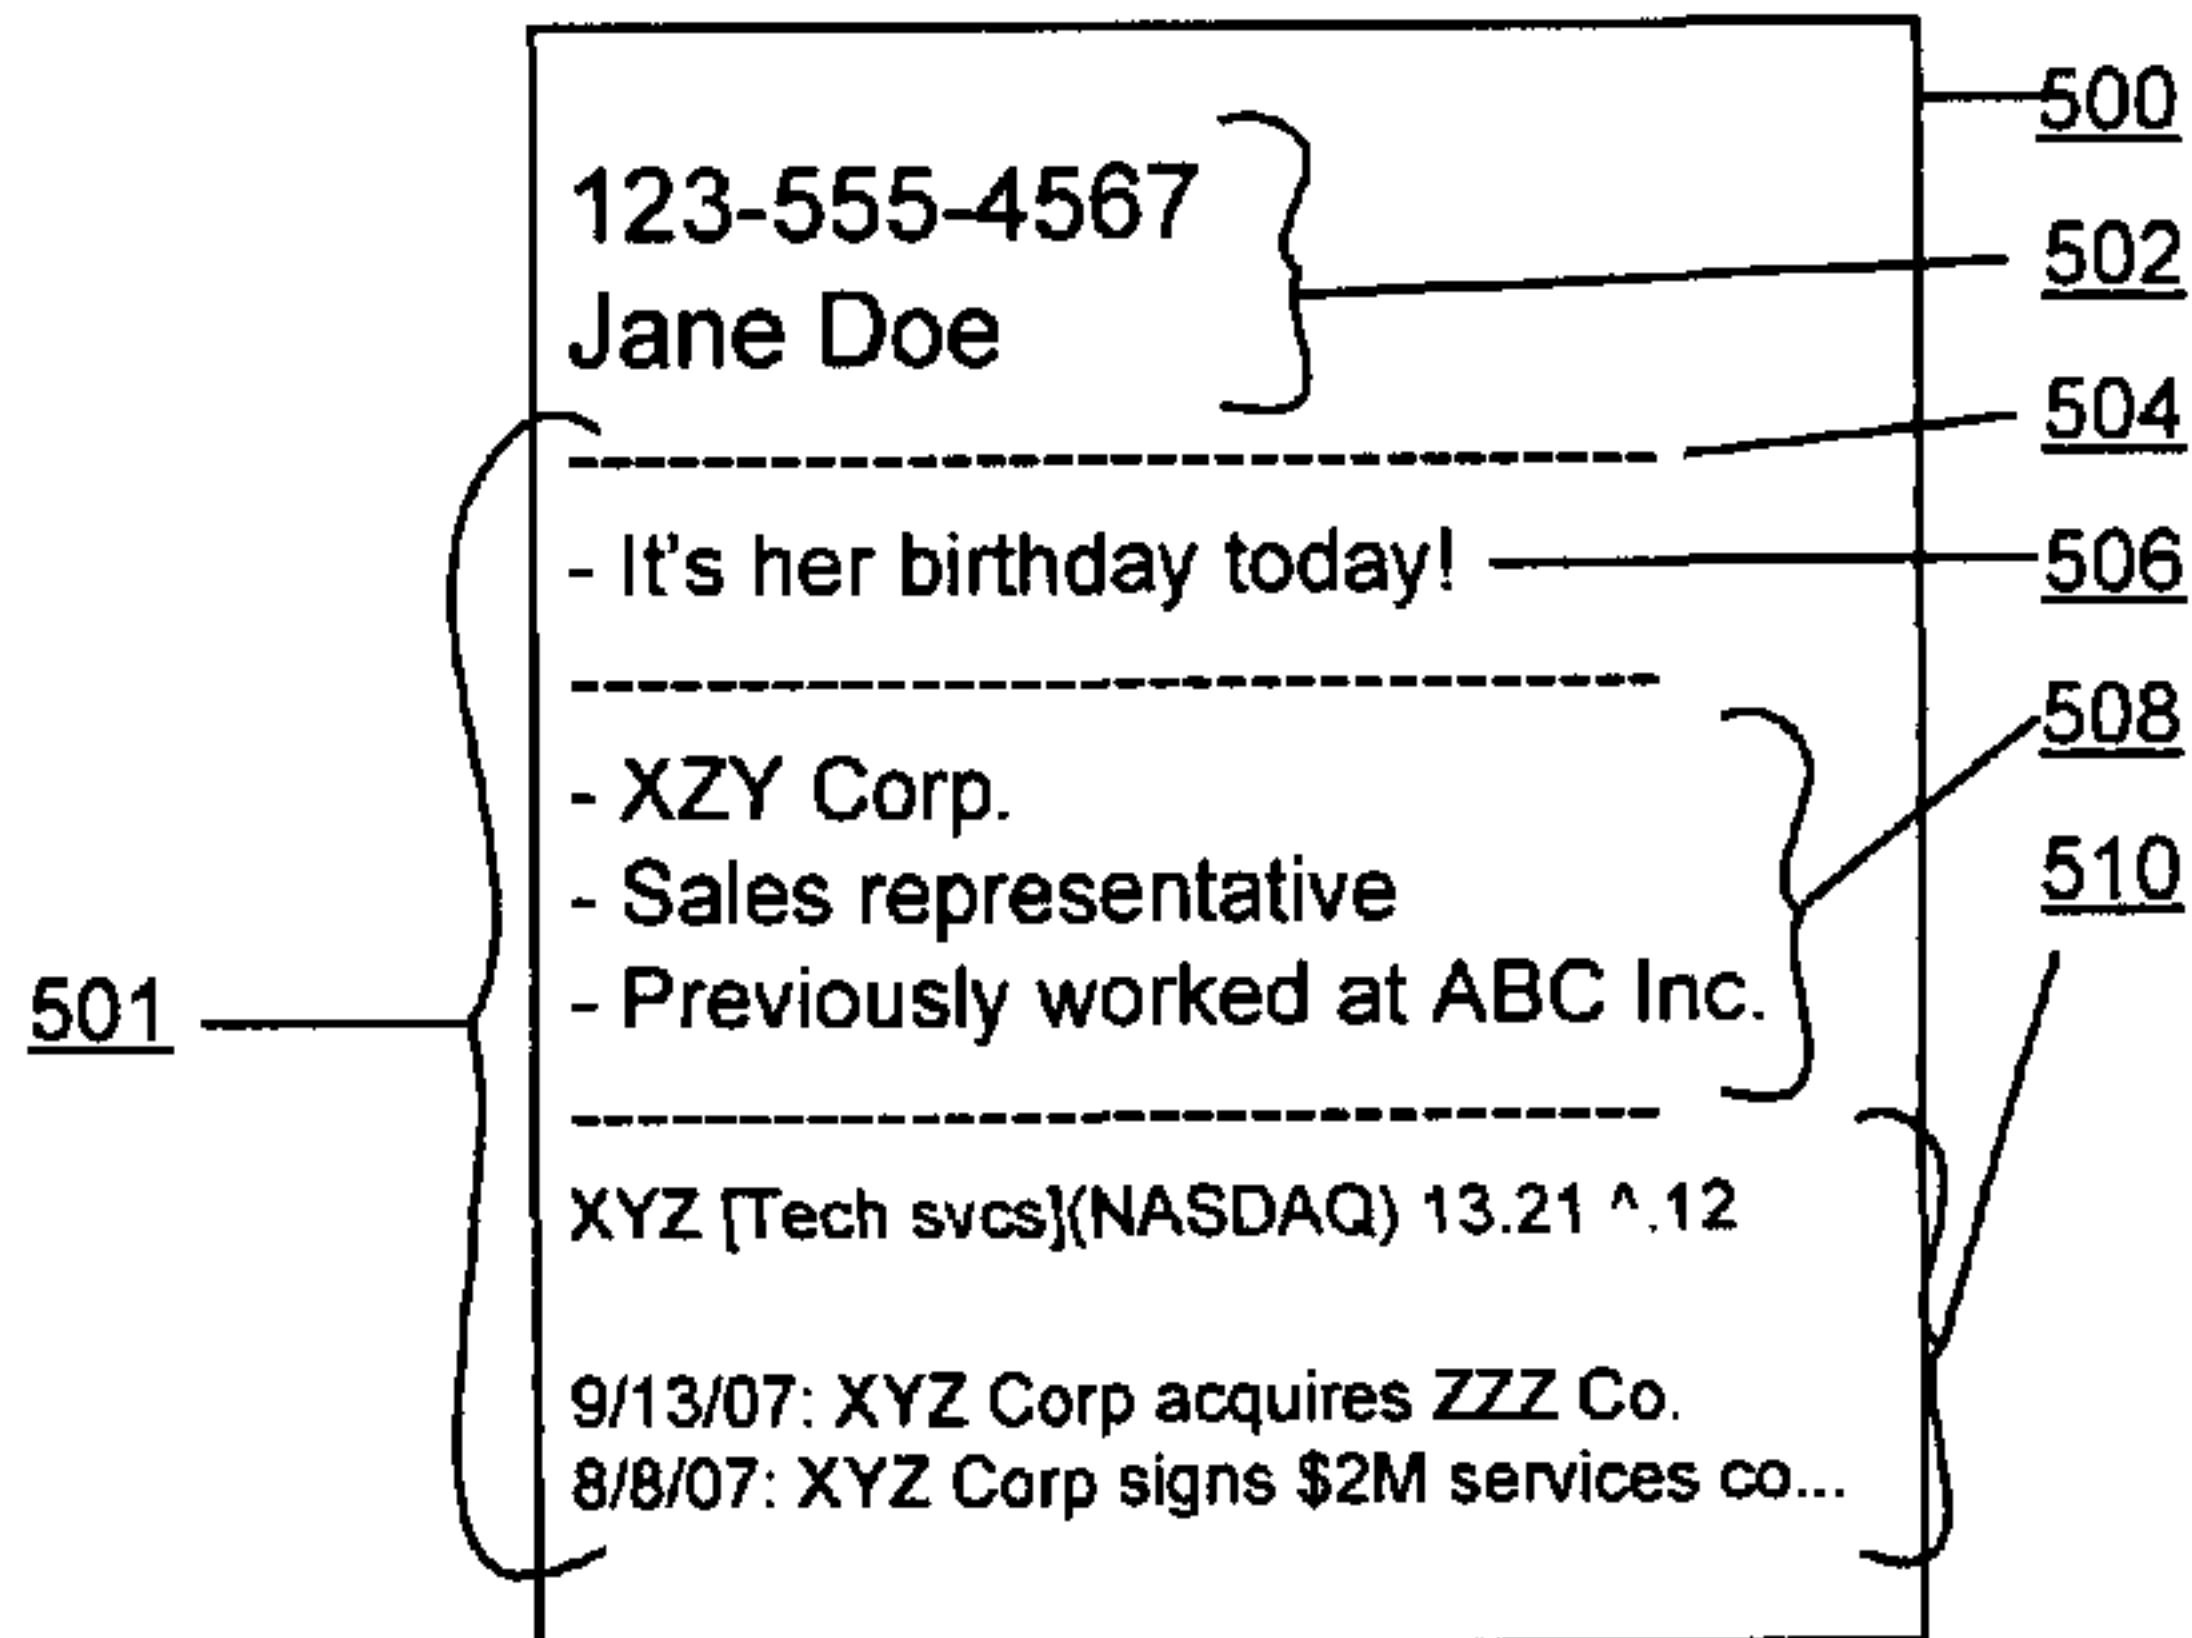 500
123-555-4567
502
Jane Doe
504
---------------------------------
- It's her birthday today!
506
---------------------------------
508
- XZY Corp.
- Sales representative
510
- Previously worked at ABC Inc.
501
---------------------------------
XYZ [Tech svcs](NASDAQ) 13.21 ^.12
9/13/07: XYZ Corp acquires ZZZ Co.
8/8/07: XYZ Corp signs $2M services co...